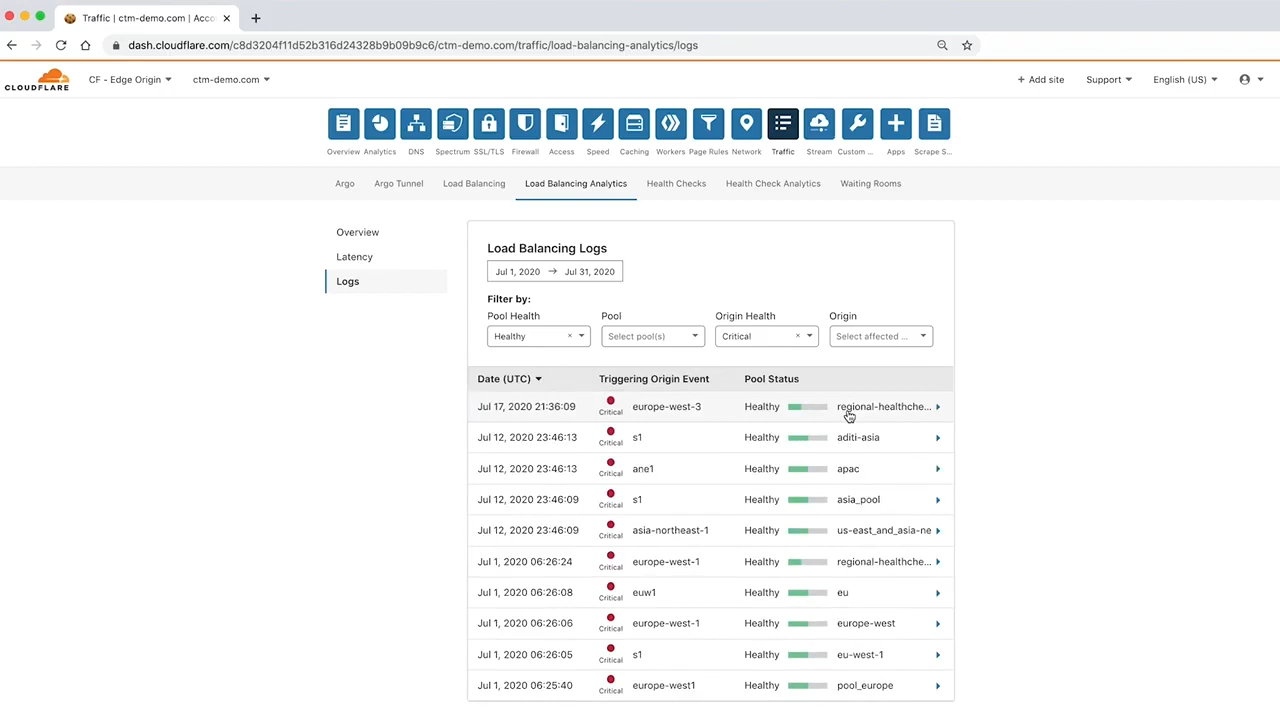 Traffic | ctm-demo.com | Acco
dash.cloudflare.com/c8d3204f11d52b316d24328b9b09b9c6/ctm-demo.com/traffic/load-balancing-analytics/logs
CLOUDFLARE
CF - Edge Origin
ctm-demo.com
+ Add site
Support
English (US)
Overview Analytics DNS Spectrum SSL/TLS Firewall Access Speed Caching Workers Page Rules Network Traffic Stream Custom ... Apps Scrape S...
Argo Argo Tunnel Load Balancing Load Balancing Analytics Health Checks Health Check Analytics Waiting Rooms
Overview
Latency
Logs
Load Balancing Logs
Jul 1, 2020 → Jul 31, 2020
Filter by:
Pool Health Pool Origin Health Origin
Healthy × Select pool(s) Critical × Select affected ...
Date (UTC) Triggering Origin Event Pool Status
Jul 17, 2020 21:36:09 Critical europe-west-3 Healthy regional-healthche...
Jul 12, 2020 23:46:13 Critical s1 Healthy aditi-asia
Jul 12, 2020 23:46:13 Critical ane1 Healthy apac
Jul 12, 2020 23:46:09 Critical s1 Healthy asia_pool
Jul 12, 2020 23:46:09 Critical asia-northeast-1 Healthy us-east_and_asia-ne
Jul 1, 2020 06:26:24 Critical europe-west-1 Healthy regional-healthche...
Jul 1, 2020 06:26:08 Critical euw1 Healthy eu
Jul 1, 2020 06:26:06 Critical europe-west-1 Healthy europe-west
Jul 1, 2020 06:26:05 Critical s1 Healthy eu-west-1
Jul 1, 2020 06:25:40 Critical europe-west1 Healthy pool_europe